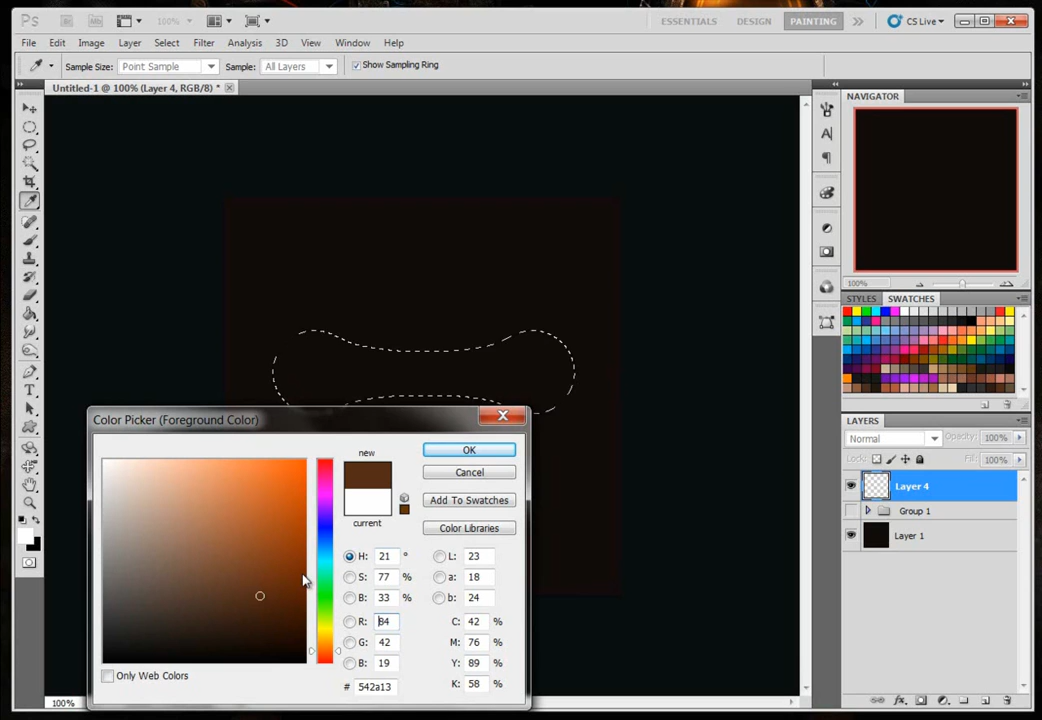 Ps 100% ESSENTIALS DESIGN PAINTING CS Live
File Edit Image Layer Select Filter Analysis 3D View Window Help
Sample Size: Point Sample Sample: All Layers Show Sampling Ring
Untitled-1 @ 100% (Layer 4, RGB/8) *
NAVIGATOR
100%
STYLES SWATCHES
LAYERS
Normal Opacity: 100%
Lock: Fill: 100%
Layer 4
Group 1
Layer 1
Color Picker (Foreground Color)
new
current
OK
Cancel
Add To Swatches
Color Libraries
H: 21 ° L: 23
S: 77 % a: 18
B: 33 % b: 24
R: 84 C: 42 %
G: 42 M: 76 %
B: 19 Y: 89 %
# 542a13 K: 58 %
Only Web Colors
100%